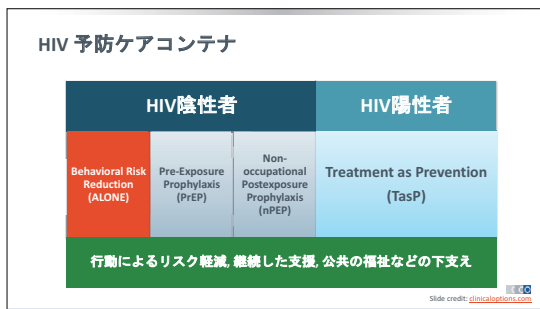 HIV 予防ケアコンテナ
HIV陰性者
HIV陽性者
Behavioral Risk
Reduction
(ALONE)
Pre-Exposure
Prophylaxis
(PrEP)
Non-
occupational
Postexposure
Prophylaxis
(nPEP)
Treatment as Prevention
(TasP)
行動によるリスク軽減, 継続した支援, 公共の福祉などの下支え
Slide credit: clinicaloptions.com